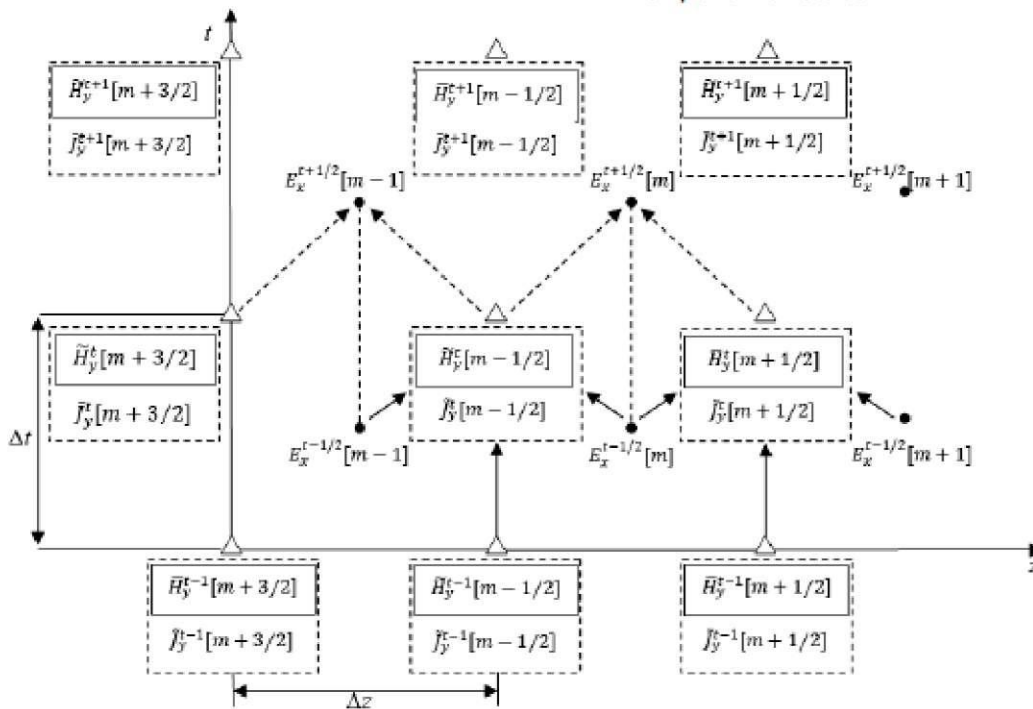 t
H̃_y^{t+1}[m + 3/2] H̃_y^{t+1}[m − 1/2] H̃_y^{t+1}[m + 1/2]
J̃_y^{t+1}[m + 3/2] J̃_y^{t+1}[m − 1/2] J̃_y^{t+1}[m + 1/2]
E_x^{t+1/2}[m − 1] E_x^{t+1/2}[m] E_x^{t+1/2}[m + 1]
H̃_y^t[m + 3/2] H̃_y^t[m − 1/2] H̃_y^t[m + 1/2]
J̃_y^t[m + 3/2] J̃_y^t[m − 1/2] J̃_y^t[m + 1/2]
Δt
E_x^{t−1/2}[m − 1] E_x^{t−1/2}[m] E_x^{t−1/2}[m + 1]
H̃_y^{t−1}[m + 3/2] H̃_y^{t−1}[m − 1/2] H̃_y^{t−1}[m + 1/2]
J̃_y^{t−1}[m + 3/2] J̃_y^{t−1}[m − 1/2] J̃_y^{t−1}[m + 1/2]
Δz